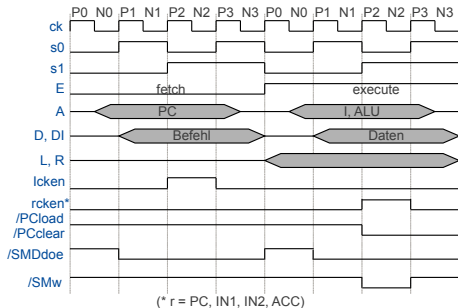 P0 N0 P1 N1 P2 N2 P3 N3 P0 N0 P1 N1 P2 N2 P3 N3
ck
s0
s1
E fetch execute
A PC I, ALU
D, DI Befehl Daten
L, R
Icken
rcken*
/PCload
/PCclear
/SMDdoe
/SMw
(* r = PC, IN1, IN2, ACC)